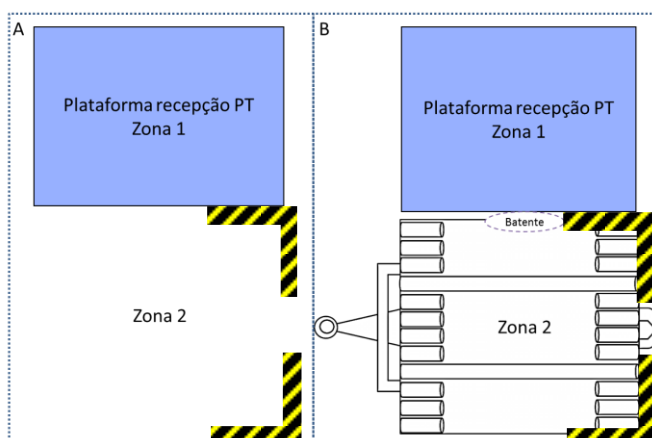 A
Plataforma recepção PT
Zona 1
Zona 2
B
Plataforma recepção PT
Zona 1
Batente
Zona 2